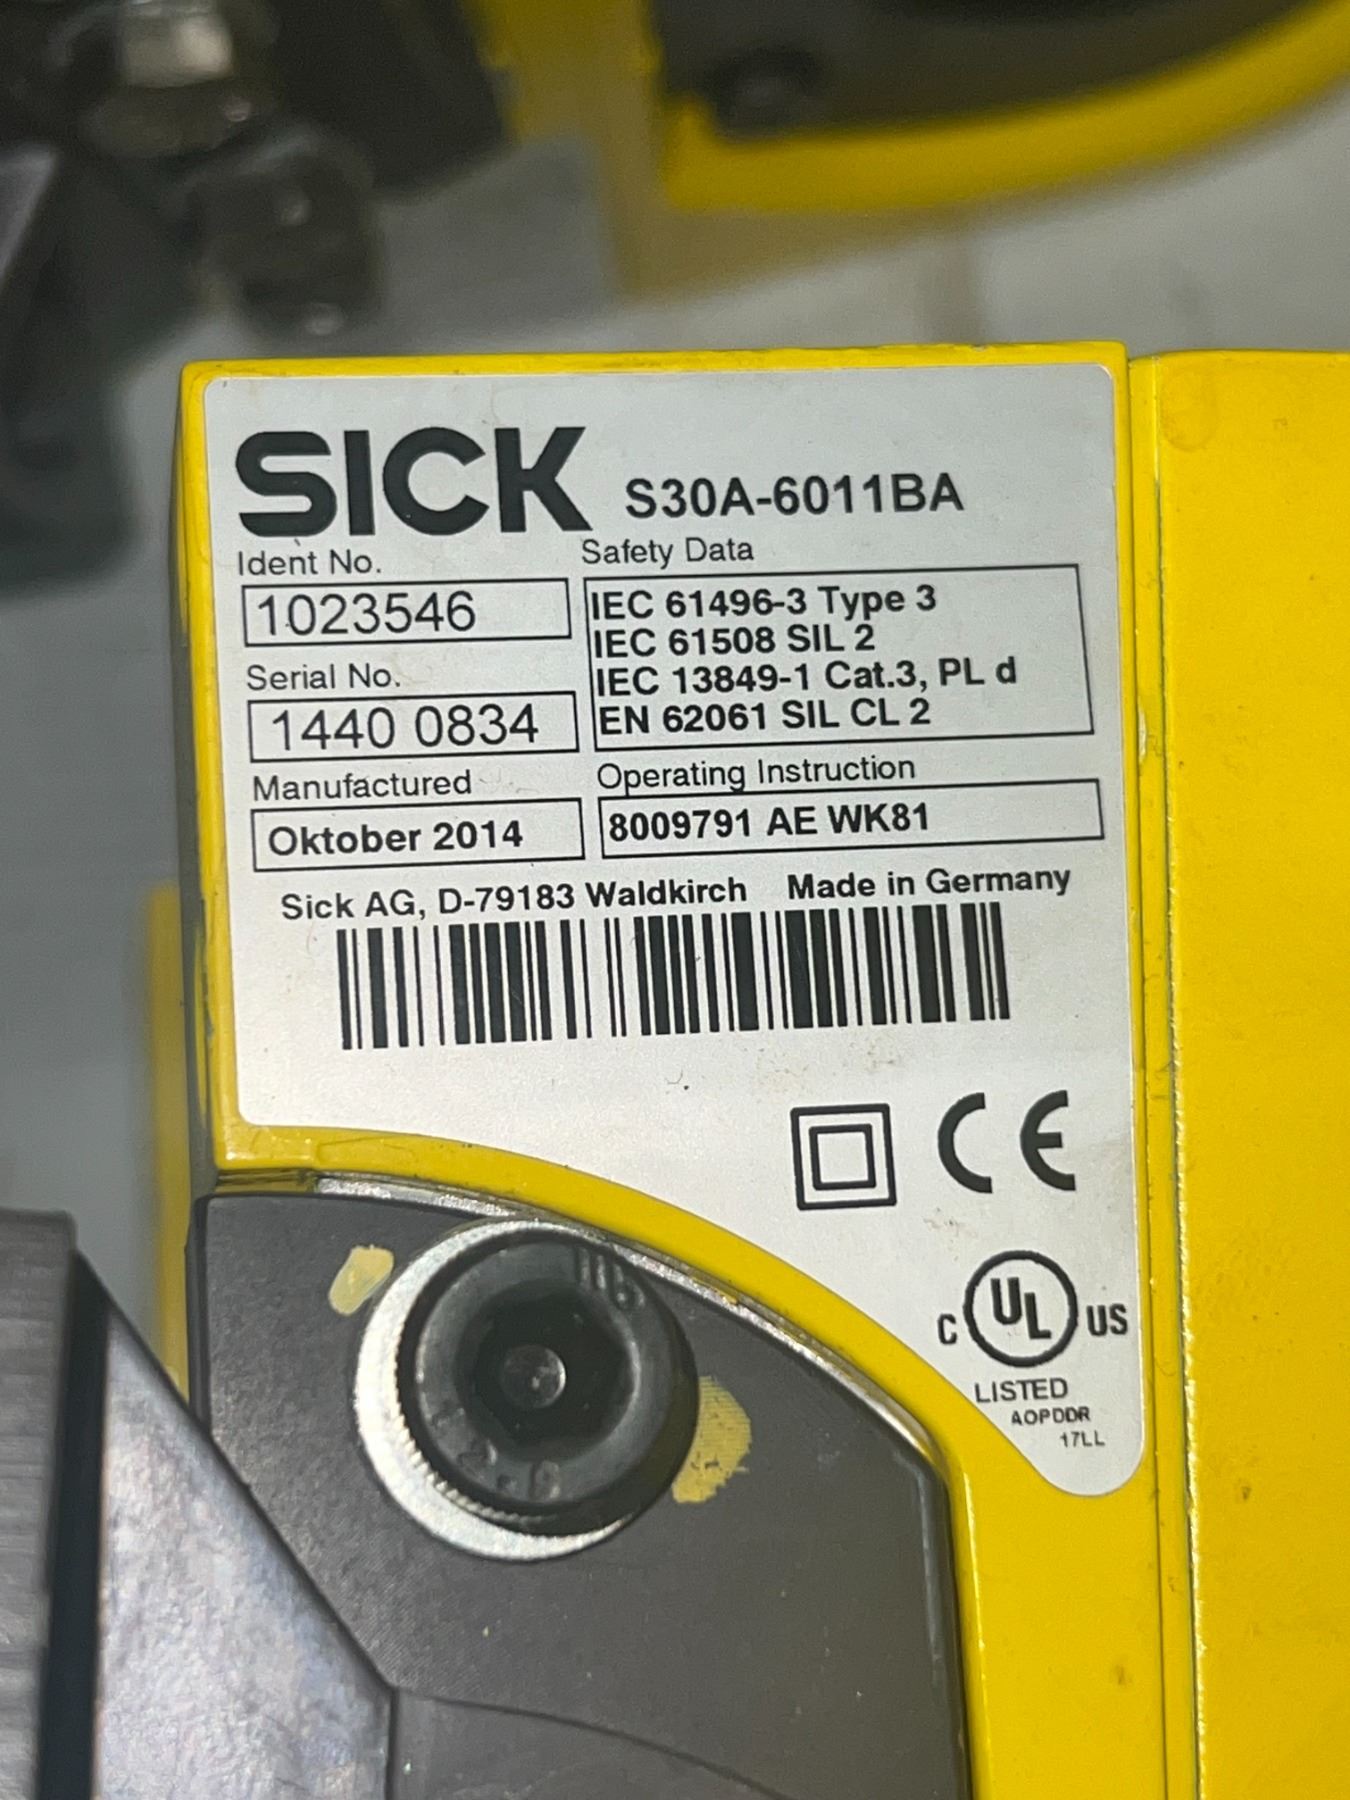 SICK S30A-6011BA
Ident No.
1023546
Safety Data
IEC 61496-3 Type 3
IEC 61508 SIL 2
IEC 13849-1 Cat.3, PL d
EN 62061 SIL CL 2
Serial No.
1440 0834
Manufactured
Oktober 2014
Operating Instruction
8009791 AE WK81
Sick AG, D-79183 Waldkirch Made in Germany
CE
C UL US
LISTED
AOPDDR
17LL